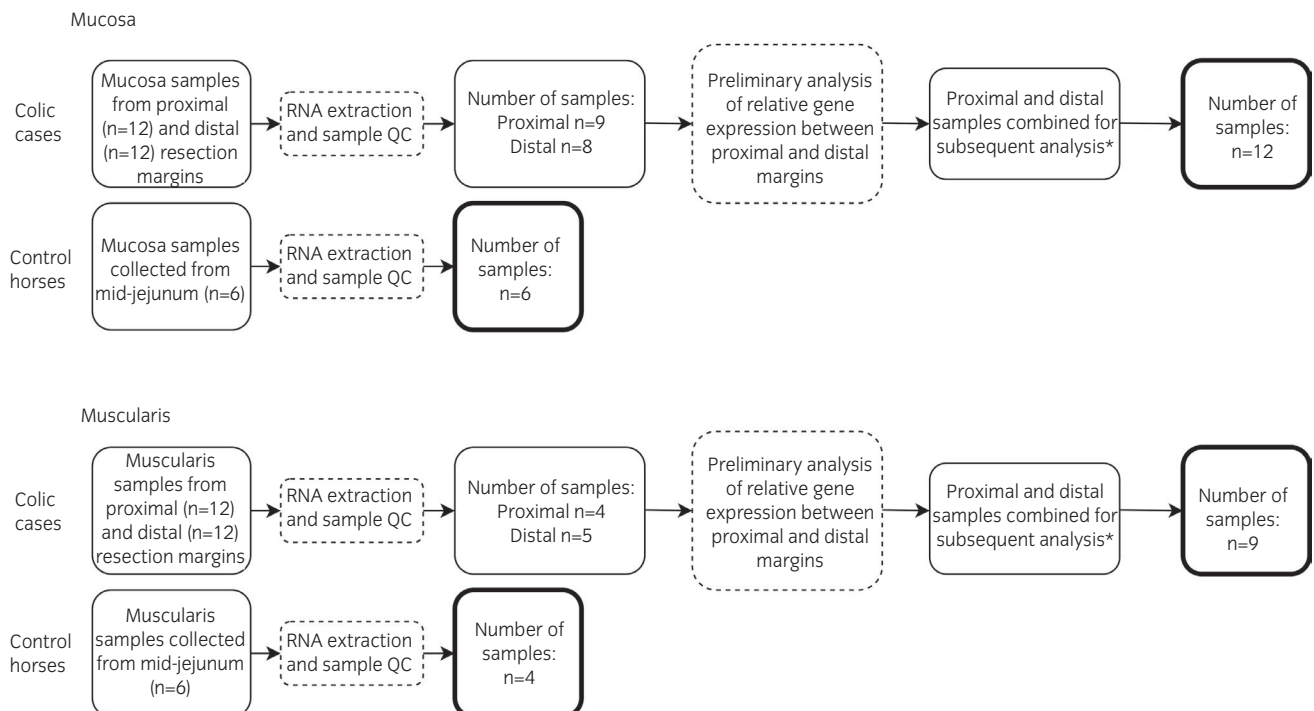 Mucosa
Colic
cases
Mucosa samples
from proximal
(n=12) and distal
(n=12) resection
margins
RNA extraction
and sample QC
Number of samples:
Proximal n=9
Distal n=8
Preliminary analysis
of relative gene
expression between
proximal and distal
margins
Proximal and distal
samples combined for
subsequent analysis*
Number of
samples:
n=12
Control
horses
Mucosa samples
collected from
mid-jejunum (n=6)
RNA extraction
and sample QC
Number of
samples:
n=6
Muscularis
Colic
cases
Muscularis
samples from
proximal (n=12)
and distal (n=12)
resection margins
RNA extraction
and sample QC
Number of samples:
Proximal n=4
Distal n=5
Preliminary analysis
of relative gene
expression between
proximal and distal
margins
Proximal and distal
samples combined for
subsequent analysis*
Number of
samples:
n=9
Control
horses
Muscularis
samples collected
from mid-jejunum
(n=6)
RNA extraction
and sample QC
Number of
samples:
n=4